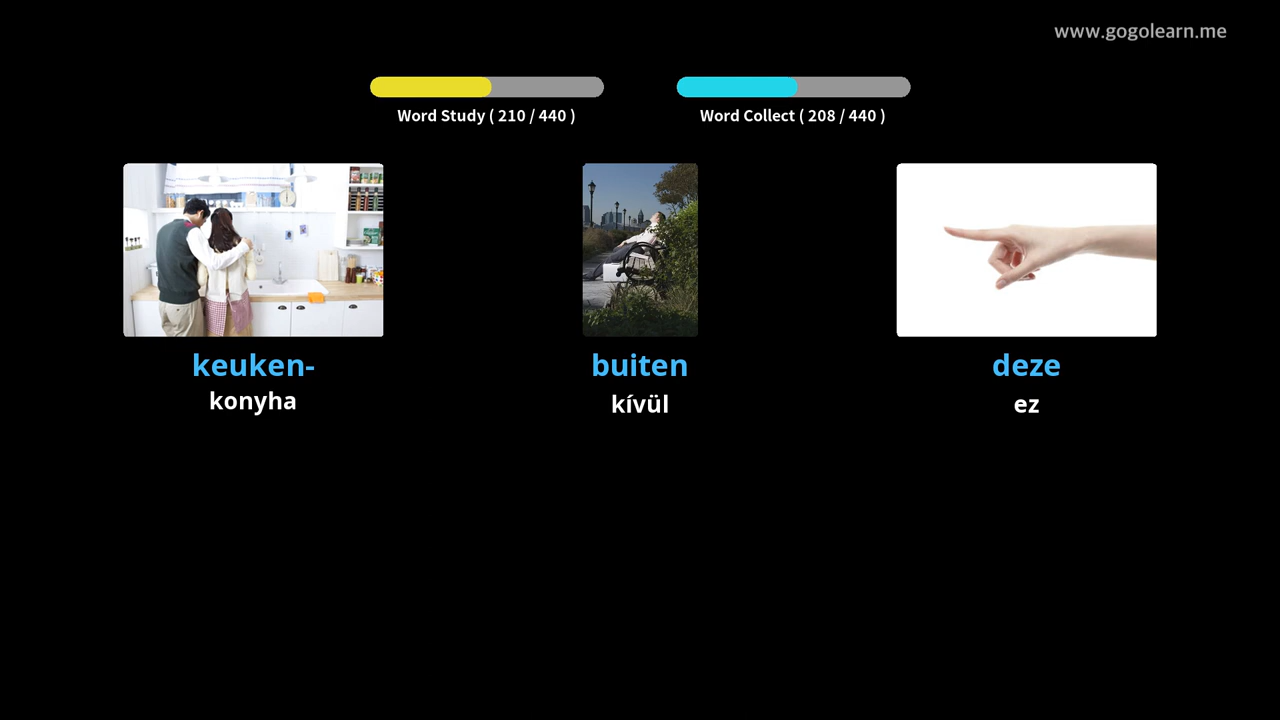 www.gogolearn.me
Word Study ( 210 / 440 )
Word Collect ( 208 / 440 )
keuken-
konyha
buiten
kívül
deze
ez